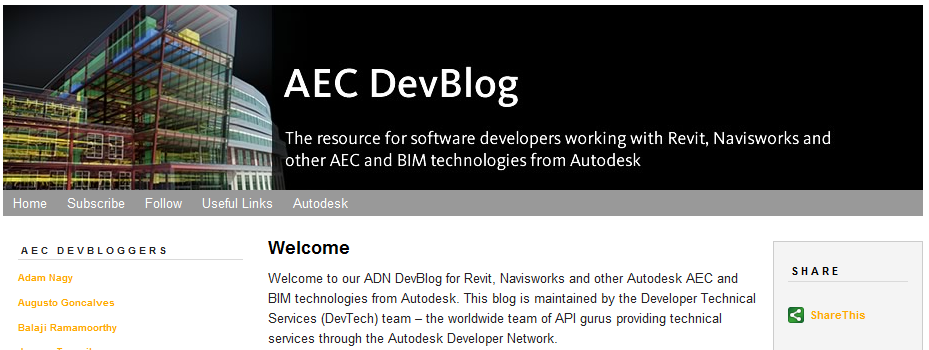 AEC DevBlog
The resource for software developers working with Revit, Navisworks and
other AEC and BIM technologies from Autodesk
Home Subscribe Follow Useful Links Autodesk
AEC DEVBLOGGERS
Adam Nagy
Augusto Goncalves
Balaji Ramamoorthy
Welcome
Welcome to our ADN DevBlog for Revit, Navisworks and other Autodesk AEC and
BIM technologies from Autodesk. This blog is maintained by the Developer Technical
Services (DevTech) team – the worldwide team of API gurus providing technical
services through the Autodesk Developer Network.
SHARE
ShareThis